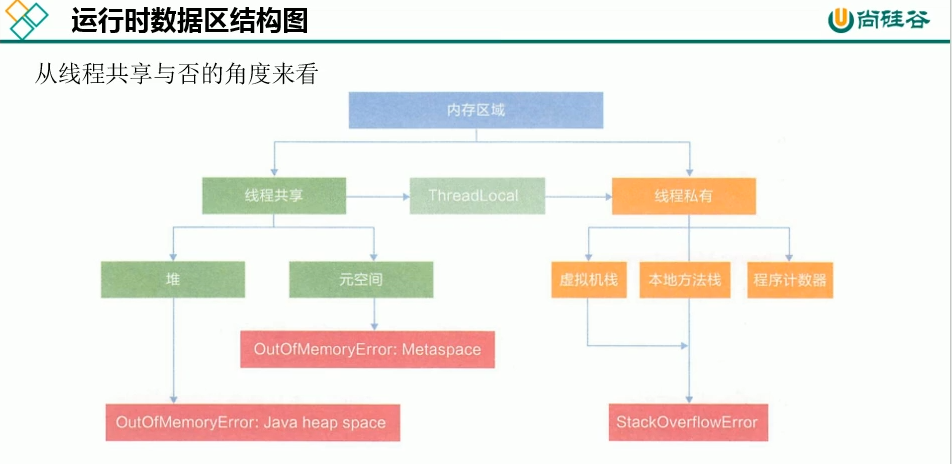 运行时数据区结构图
尚硅谷
从线程共享与否的角度来看
内存区域
线程共享
ThreadLocal
线程私有
堆
元空间
虚拟机栈
本地方法栈
程序计数器
OutOfMemoryError: Metaspace
OutOfMemoryError: Java heap space
StackOverflowError